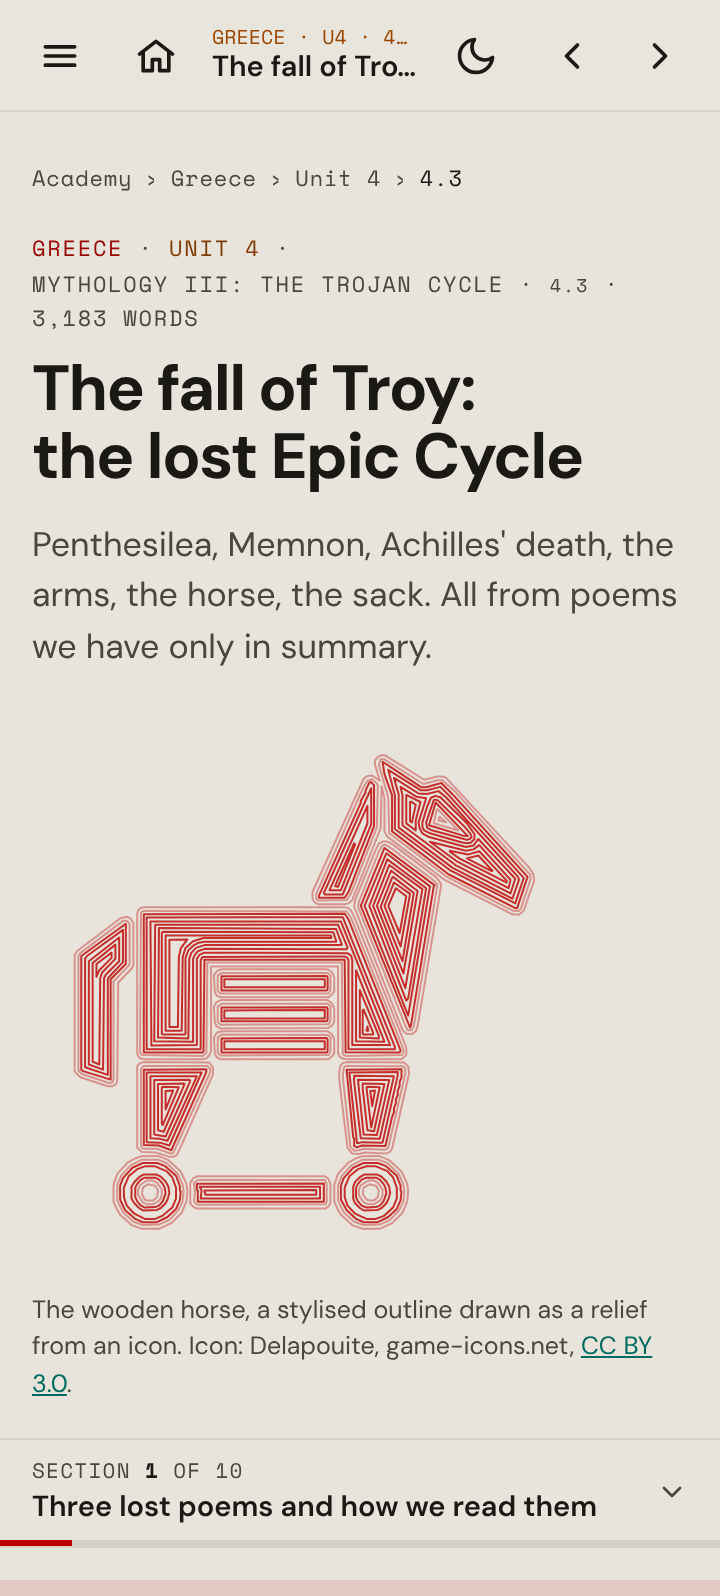 GREECE · U4 · 4…
The fall of Tro…
Academy › Greece › Unit 4 › 4.3
GREECE · UNIT 4 ·
MYTHOLOGY III: THE TROJAN CYCLE · 4.3 ·
3,183 WORDS
The fall of Troy:
the lost Epic Cycle
Penthesilea, Memnon, Achilles' death, the
arms, the horse, the sack. All from poems
we have only in summary.
The wooden horse, a stylised outline drawn as a relief
from an icon. Icon: Delapouite, game-icons.net, CC BY
3.0.
SECTION 1 OF 10
Three lost poems and how we read them